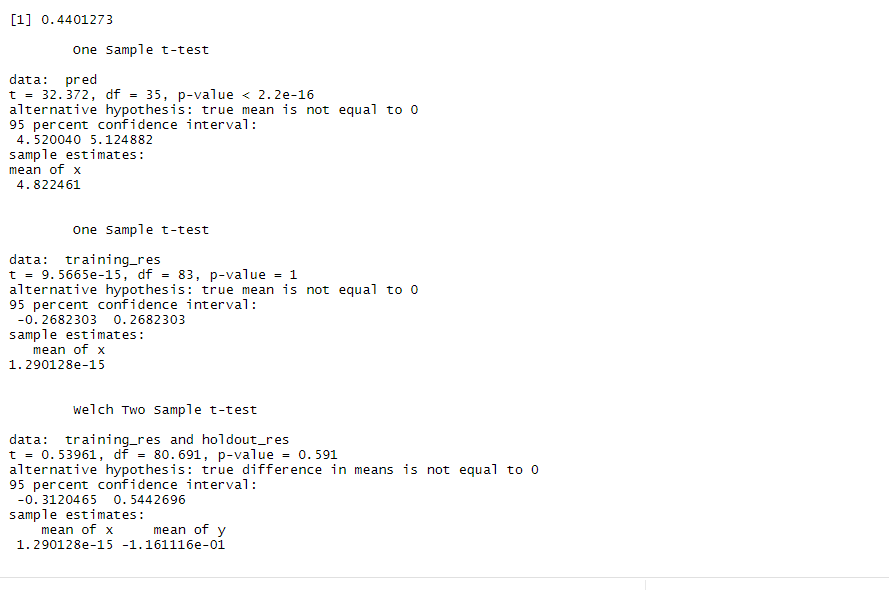 [1] 0.4401273
One Sample t-test
data:  pred
t = 32.372, df = 35, p-value < 2.2e-16
alternative hypothesis: true mean is not equal to 0
95 percent confidence interval:
4.520040 5.124882
sample estimates:
mean of x
4.822461
One Sample t-test
data:  training_res
t = 9.5665e-15, df = 83, p-value = 1
alternative hypothesis: true mean is not equal to 0
95 percent confidence interval:
-0.2682303  0.2682303
sample estimates:
mean of x
1.290128e-15
Welch Two Sample t-test
data:  training_res and holdout_res
t = 0.53961, df = 80.691, p-value = 0.591
alternative hypothesis: true difference in means is not equal to 0
95 percent confidence interval:
-0.3120465  0.5442696
sample estimates:
mean of x     mean of y
1.290128e-15 -1.161116e-01